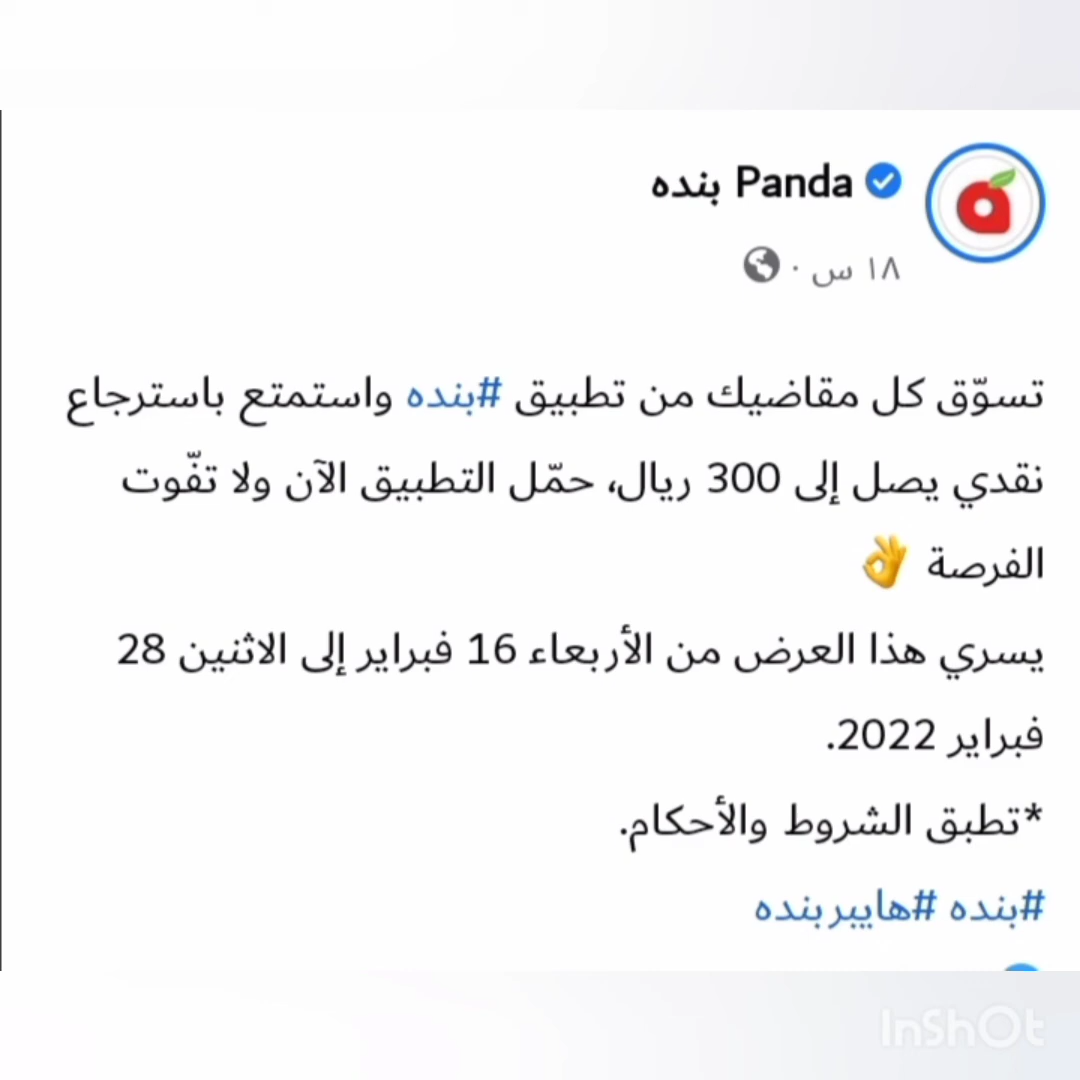 Panda بنده
١٨ س ·
تسوّق كل مقاضيك من تطبيق #بنده واستمتع باسترجاع
نقدي يصل إلى 300 ريال، حمّل التطبيق الآن ولا تفّوت
الفرصة 👌
يسري هذا العرض من الأربعاء 16 فبراير إلى الاثنين 28
فبراير 2022.
*تطبق الشروط والأحكام.
#بنده #هايبربنده
InShOt